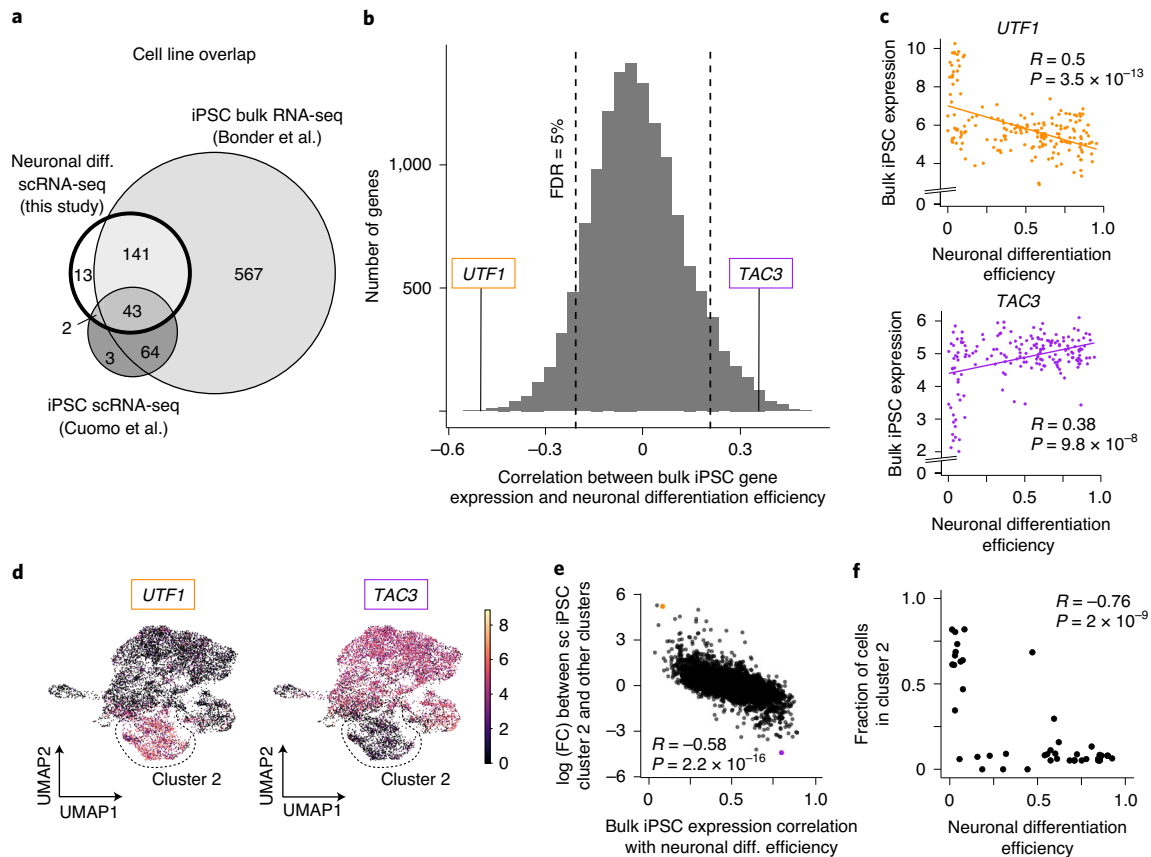 a
Cell line overlap
iPSC bulk RNA-seq
(Bonder et al.)
Neuronal diff.
scRNA-seq
(this study)
141
13
567
43
2
3
64
iPSC scRNA-seq
(Cuomo et al.)
b
Number of genes
1,000
500
FDR = 5%
UTF1
TAC3
−0.6
−0.3
0
0.3
Correlation between bulk iPSC gene
expression and neuronal differentiation efficiency
c
UTF1
Bulk iPSC expression
10
8
6
4
0
R = 0.5
P = 3.5 × 10−13
0
0.5
1.0
Neuronal differentiation
efficiency
TAC3
Bulk iPSC expression
6
5
4
3
2
0
R = 0.38
P = 9.8 × 10−8
0
0.5
1.0
Neuronal differentiation
efficiency
d
UTF1
TAC3
8
6
4
2
0
Cluster 2
Cluster 2
UMAP2
UMAP1
UMAP2
UMAP1
e
log (FC) between sc iPSC
cluster 2 and other clusters
6
3
0
−3
−6
R = −0.58
P = 2.2 × 10−16
0
0.5
1.0
Bulk iPSC expression correlation
with neuronal diff. efficiency
f
Fraction of cells
in cluster 2
1.0
0.5
0
R = −0.76
P = 2 × 10−9
0
0.5
1.0
Neuronal differentiation
efficiency